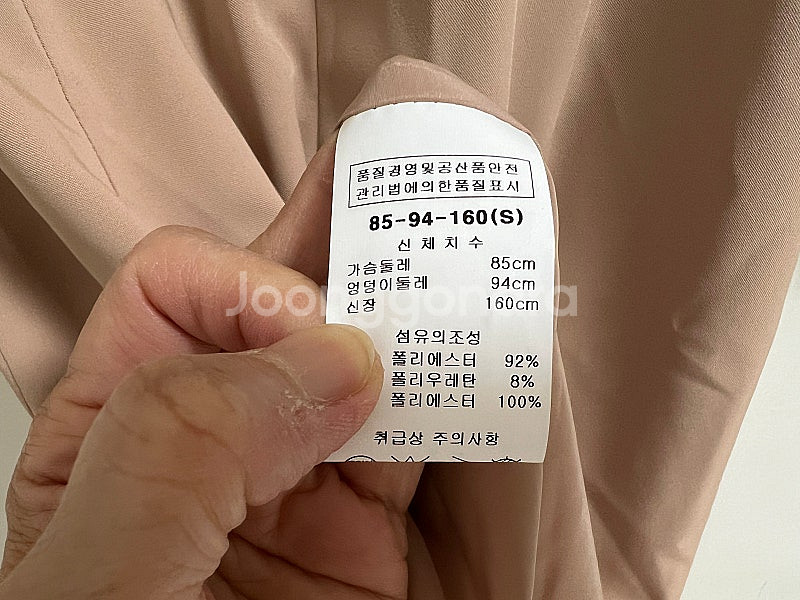 품질경영및공산품안전
관리법에의한품질표시
85-94-160(S)
신체치수
가슴둘레 85cm
엉덩이둘레 94cm
신장 160cm
섬유의조성
폴리에스터 92%
폴리우레탄 8%
폴리에스터 100%
취급상 주의사항
Joonggonara